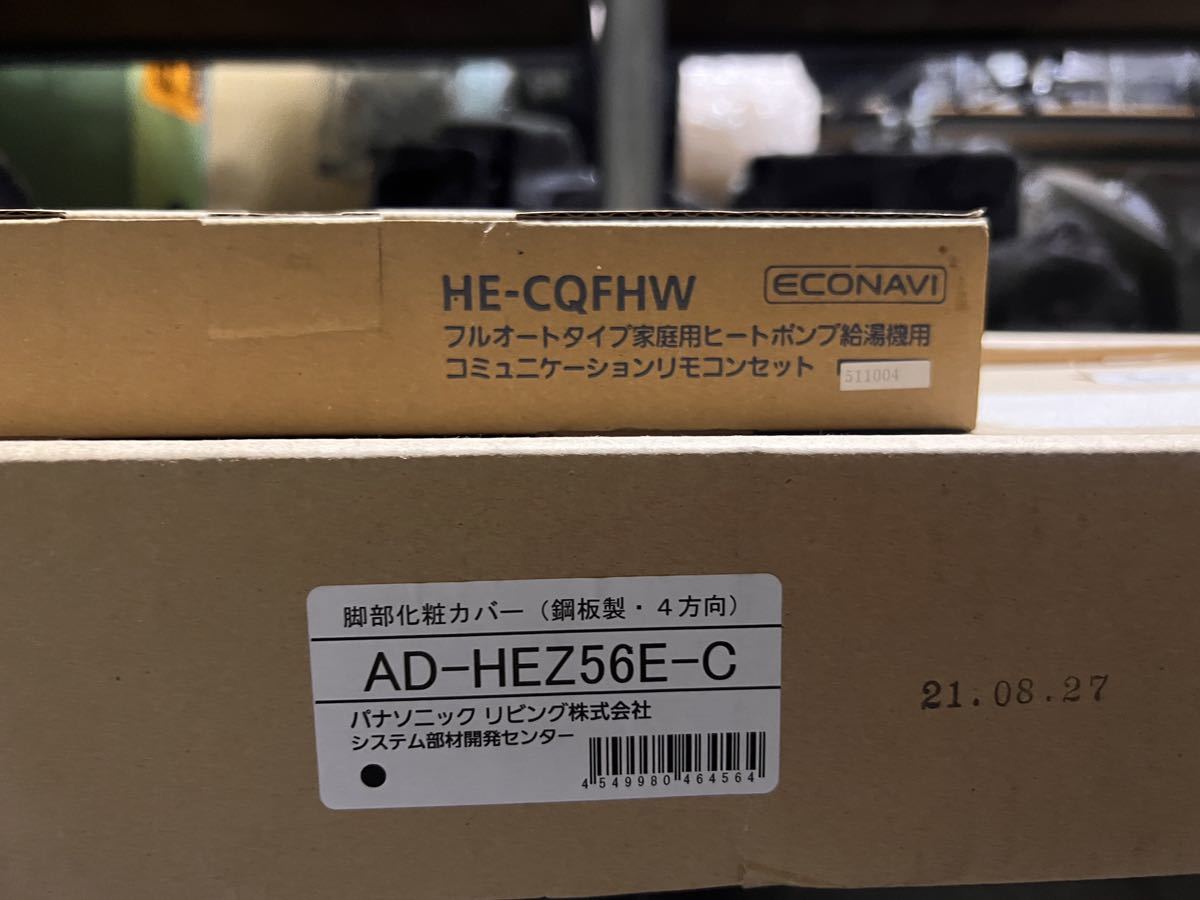 HE-CQFHW
ECONAVI
フルオートタイプ家庭用ヒートポンプ給湯機用
コミュニケーションリモコンセット
511004
脚部化粧カバー（鋼板製・４方向）
AD-HEZ56E-C
パナソニック リビング株式会社
システム部材開発センター
4 549980 464564
21.08.27